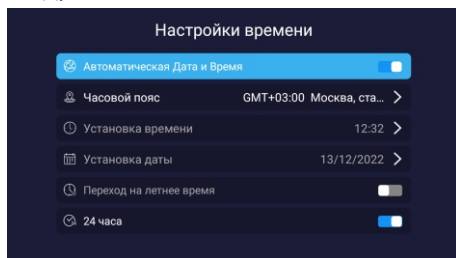 Настройки времени
Автоматическая Дата и Время
Часовой пояс GMT+03:00 Москва, ста...
Установка времени 12:32
Установка даты 13/12/2022
Переход на летнее время
24 часа